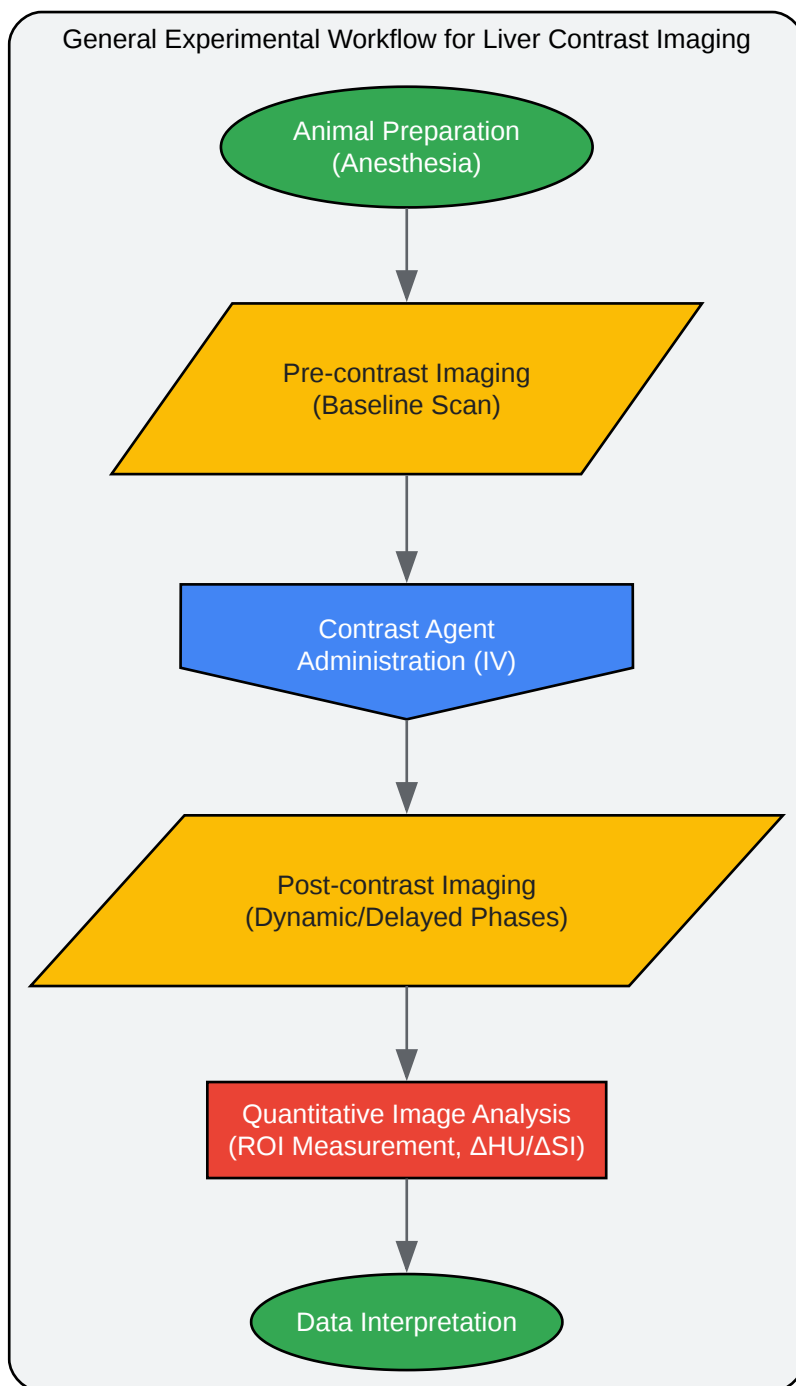 General Experimental Workflow for Liver Contrast Imaging
Animal Preparation
(Anesthesia)
Pre-contrast Imaging
(Baseline Scan)
Contrast Agent
Administration (IV)
Post-contrast Imaging
(Dynamic/Delayed Phases)
Quantitative Image Analysis
(ROI Measurement, ΔHU/ΔSI)
Data Interpretation